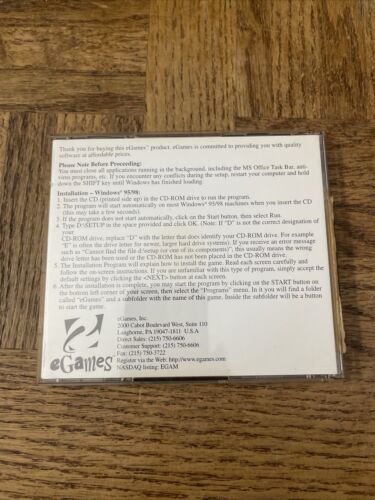 Thank you for buying this eGames™ product. eGames is committed to providing you with quality
software at affordable prices.
Please Note Before Proceeding:
You must close all applications running in the background, including the MS Office Task Bar, anti-
virus programs, etc. If you encounter any conflicts during the setup, restart your computer and hold
down the SHIFT key until Windows has finished loading.
Installation – Windows® 95/98:
1. Insert the CD (printed side up) in the CD-ROM drive to run the program.
2. The program will start automatically on most Windows® 95/98 machines when you insert the CD
(this may take a few seconds).
3. If the program does not start automatically, click on the Start button, then select Run.
4. Type D:\SETUP in the space provided and click OK. (Note: If "D" is not the correct designation of
your
CD-ROM drive, replace "D" with the letter that does identify your CD-ROM drive. For example
"E" is often the drive letter for newer, larger hard drive systems). If you receive an error message
such as "Cannot find the file d:\setup (or one of its components)", this usually means the wrong
drive letter has been used or the CD-ROM has not been placed in the CD-ROM drive.
5. The Installation Program will explain how to install the game. Read each screen carefully and
follow the on-screen instructions. If you are unfamiliar with this type of program, simply accept the
default settings by clicking the <NEXT> button at each screen.
6. After the installation is complete, you may start the program by clicking on the START button on
the bottom left corner of your screen, then select the "Programs" menu. In it you will find a folder
called "eGames" and a subfolder with the name of this game. Inside the subfolder will be a button
to start the game.
eGames
eGames, Inc.
2000 Cabot Boulevard West, Suite 110
Langhorne, PA 19047-1811 U.S.A
Direct Sales: (215) 750-6606
Customer Support: (215) 750-6606
Fax: (215) 750-3722
Register via the Web: http://www.egames.com
NASDAQ listing: EGAM